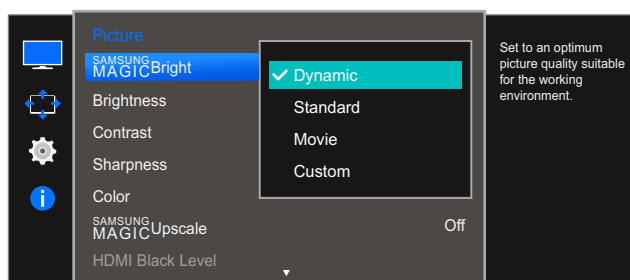 Picture
SAMSUNG
MAGICBright
Brightness
Contrast
Sharpness
Color
SAMSUNG
MAGICUpscale
Off
HDMI Black Level
Dynamic
Standard
Movie
Custom
Set to an optimum
picture quality suitable
for the working
environment.